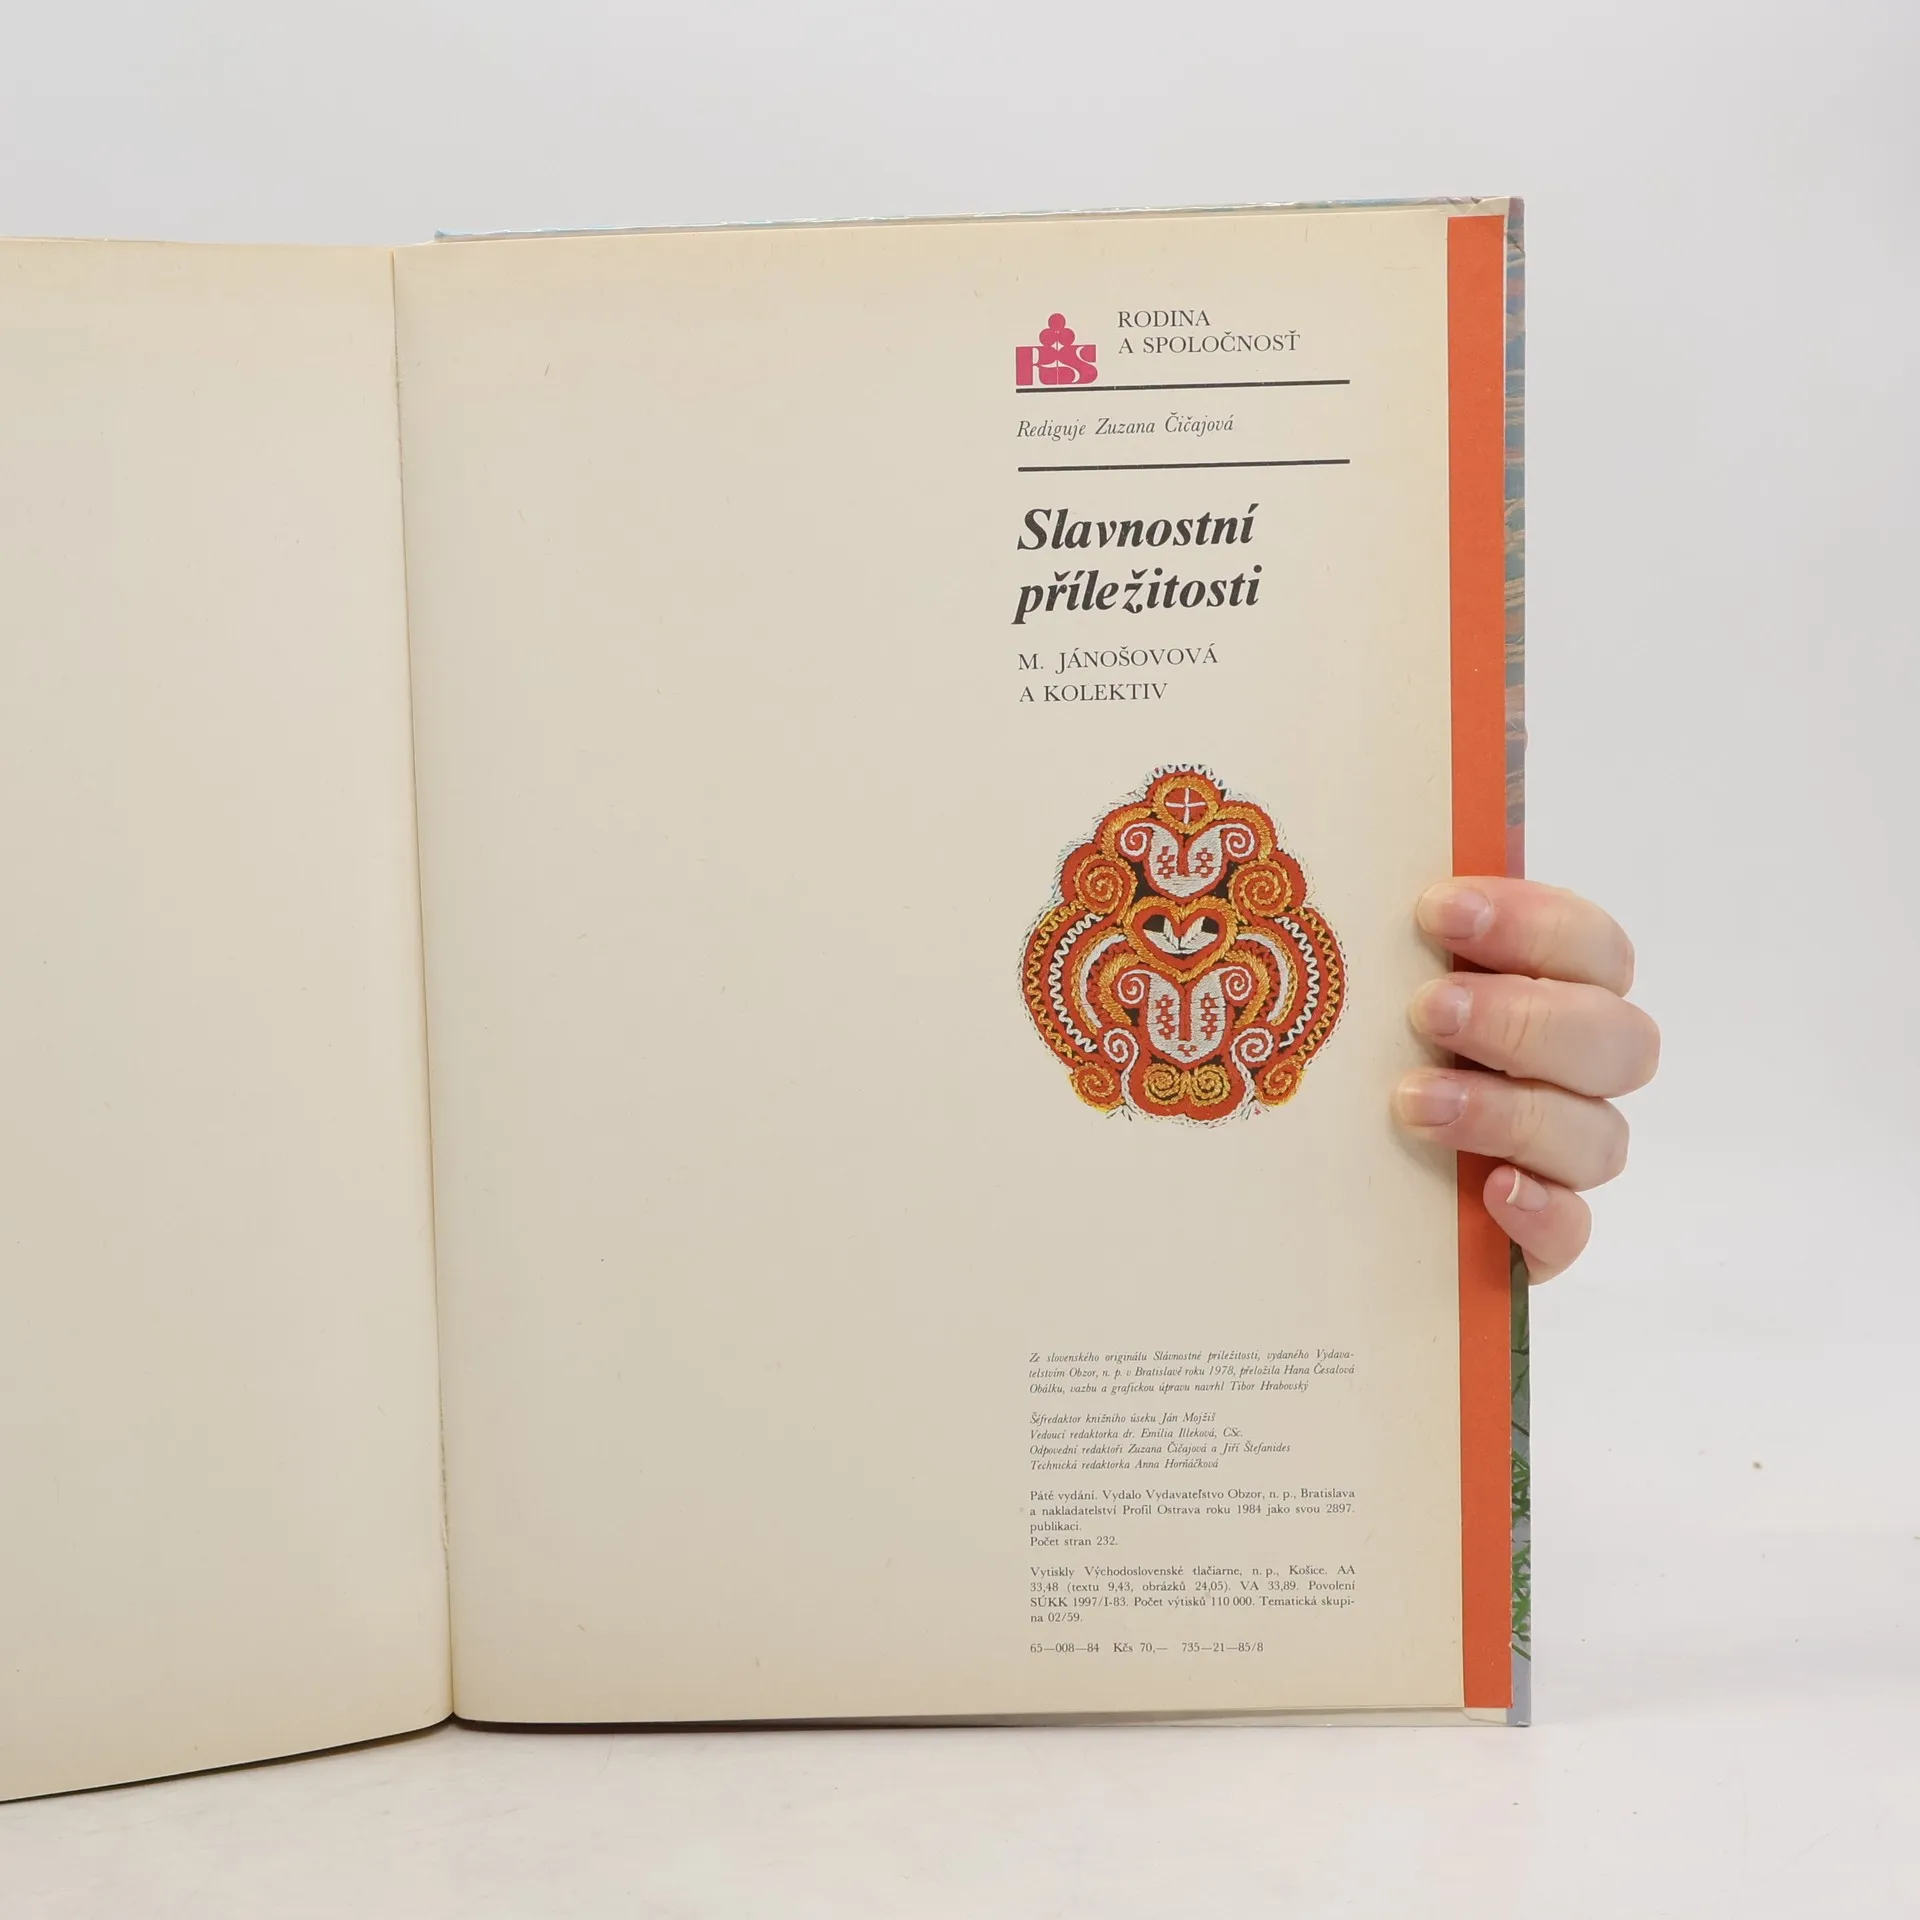 RODINA
A SPOLOČNOSŤ
RS
Rediguje Zuzana Čičajová
Slavnostní
příležitosti
M. JÁNOŠOVOVÁ
A KOLEKTIV
Ze slovenského originálu Slávnostné príležitosti, vydaného Vydava-
telstvím Obzor, n. p. v Bratislavě roku 1978, přeložila Hana Česalová
Obálku, vazbu a grafickou úpravu navrhl Tibor Hrabovský
Šéfredaktor knižního úseku Ján Mojžiš
Vedoucí redaktorka dr. Emília Illeková, CSc.
Odpovední redaktoři Zuzana Čičajová a Jiří Štefanides
Technická redaktorka Anna Horňáčková
Páté vydání. Vydalo Vydavateľstvo Obzor, n. p., Bratislava
a nakladatelství Profil Ostrava roku 1984 jako svou 2897.
publikaci.
Počet stran 232.
Vytiskly Východoslovenské tlačiarne, n. p., Košice. AA
33,48 (textu 9,43, obrázků 24,05). VA 33,89. Povolení
SÚKK 1997/I-83. Počet výtisků 110 000. Tematická skupi-
na 02/59.
65—008—84 Kčs 70,— 735—21—85/8